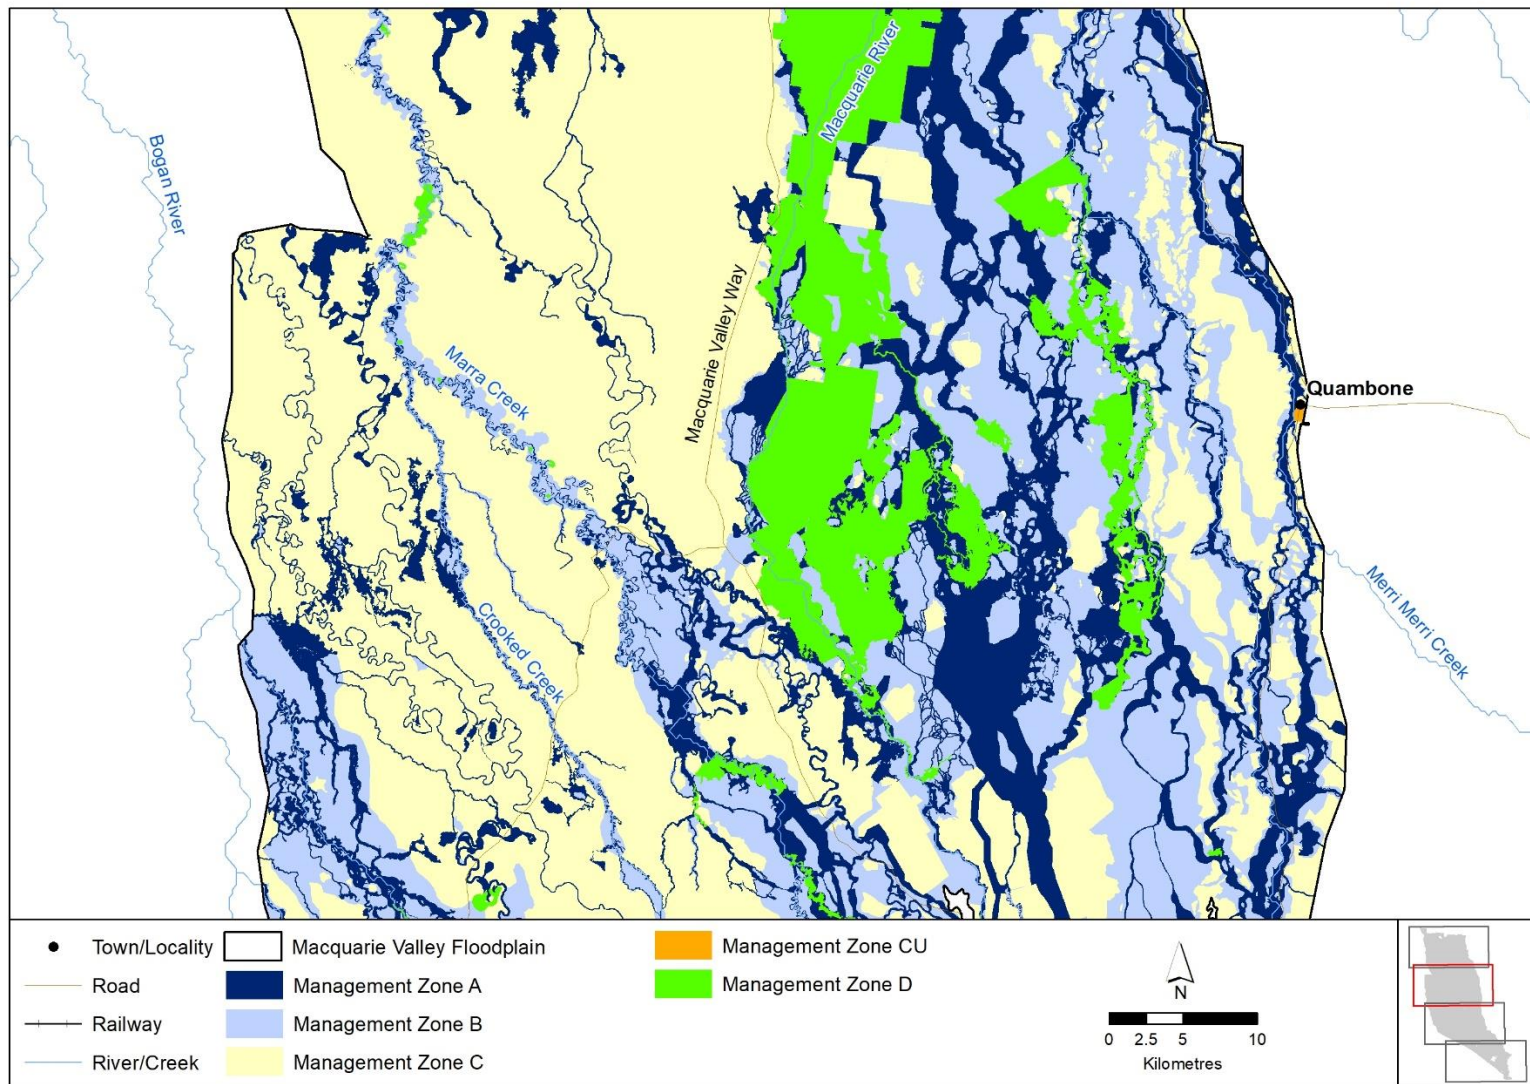 Macquarie River
Bogan River
Macquarie Valley Way
Marra Creek
Quambone
Crooked Creek
Merri Merri Creek
Town/Locality
Road
Railway
River/Creek
Macquarie Valley Floodplain
Management Zone A
Management Zone B
Management Zone C
Management Zone CU
Management Zone D
N
0 2.5 5 10
Kilometres